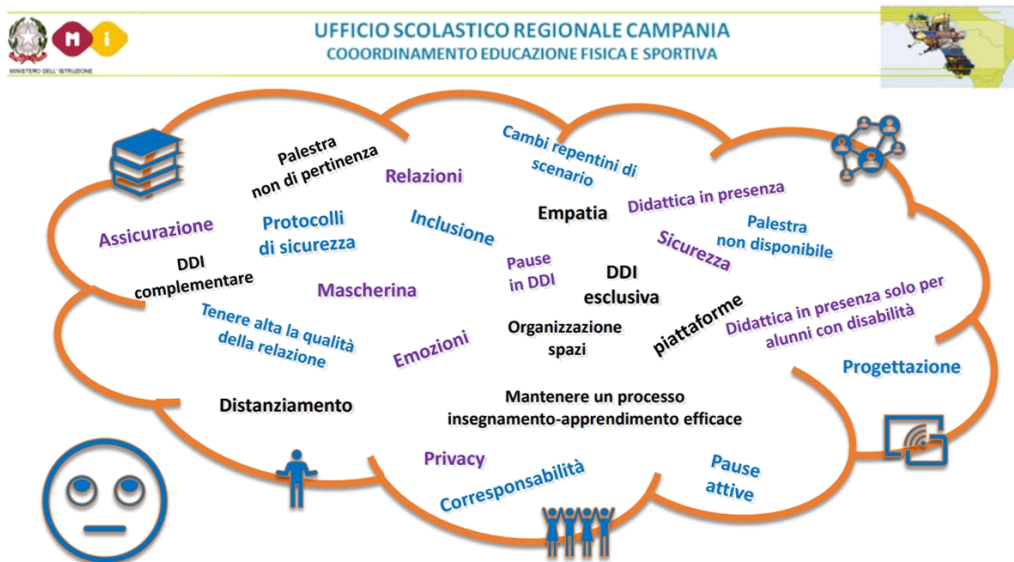 UFFICIO SCOLASTICO REGIONALE CAMPANIA
COOORDINAMENTO EDUCAZIONE FISICA E SPORTIVA
Mi
MINISTERO DELL' ISTRUZIONE
Palestra
non di pertinenza
Relazioni
Cambi repentini di
scenario
Assicurazione
Protocolli
di sicurezza
Inclusione
Empatia
Didattica in presenza
Palestra
non disponibile
Sicurezza
DDI
complementare
Mascherina
Pause
in DDI
DDI
esclusiva
Tenere alta la qualità
della relazione
Emozioni
Organizzazione
spazi
piattaforme
Didattica in presenza solo per
alunni con disabilità
Progettazione
Distanziamento
Mantenere un processo
insegnamento-apprendimento efficace
Privacy
Corresponsabilità
Pause
attive